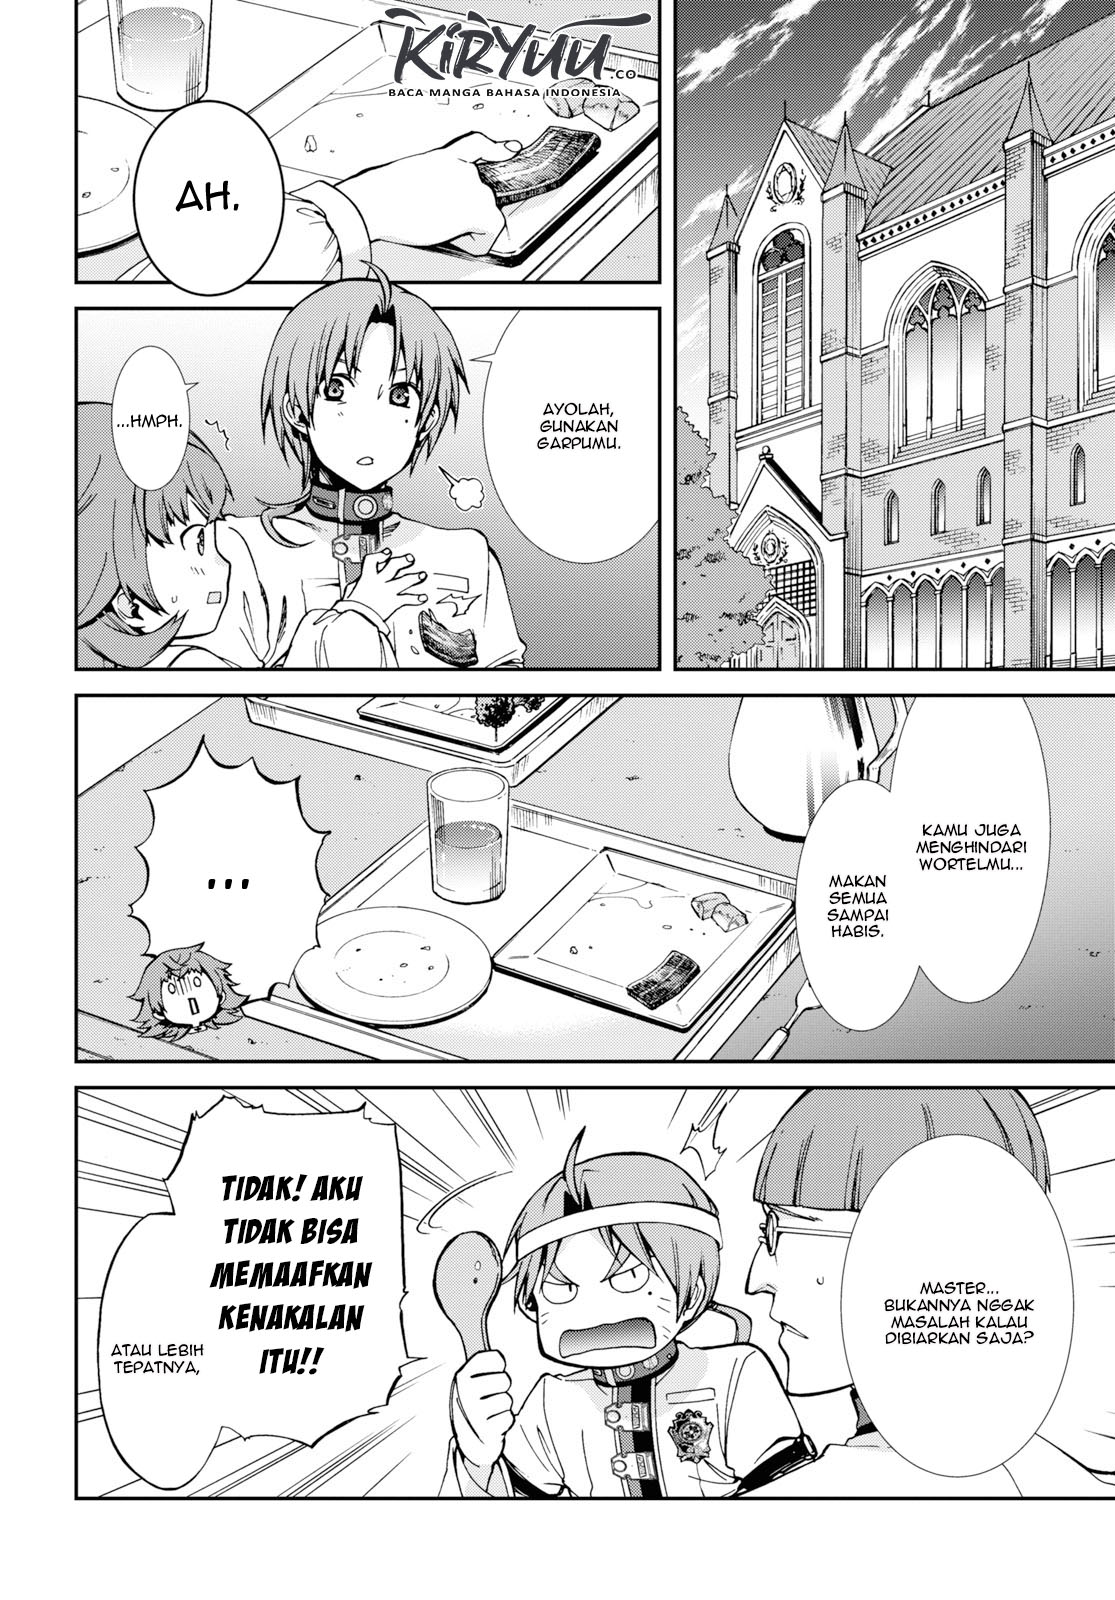 KIRYUU.CO
BACA MANGA BAHASA INDONESIA
AH.
AYOLAH,
GUNAKAN
GARPUMU.
...HMPH.
KAMU JUGA
MENGHINDARI
WORTELMU...
MAKAN
SEMUA
SAMPAI
HABIS.
...
MASTER...
BUKANNYA NGGAK
MASALAH KALAU
DIBIARKAN SAJA?
TIDAK! AKU
TIDAK BISA
MEMAAFKAN
KENAKALAN
ITU!!
ATAU LEBIH
TEPATNYA,